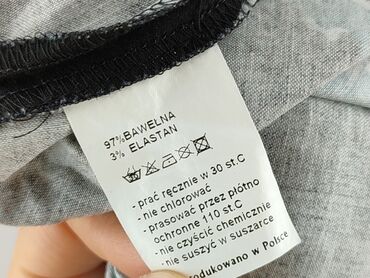 97%BAWEŁNA
3% ELASTAN
- prać ręcznie w 30 st.C
- nie chlorować
- prasować przez płótno
ochronne 110 st.C
- nie czyścić chemicznie
- nie suszyć w suszarce
rodukowano w Polsce